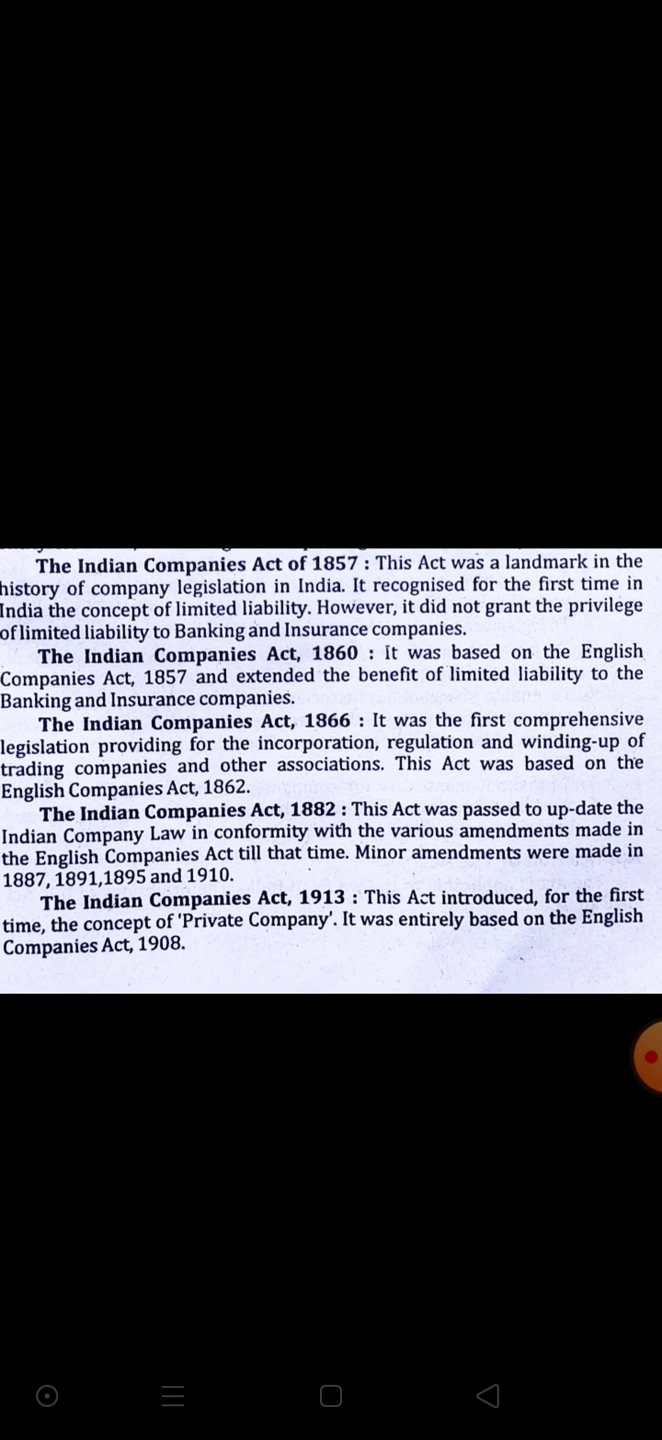 The Indian Companies Act of 1857 : This Act was a landmark in the
history of company legislation in India. It recognised for the first time in
India the concept of limited liability. However, it did not grant the privilege
of limited liability to Banking and Insurance companies.
The Indian Companies Act, 1860 : It was based on the English
Companies Act, 1857 and extended the benefit of limited liability to the
Banking and Insurance companies.
The Indian Companies Act, 1866 : It was the first comprehensive
legislation providing for the incorporation, regulation and winding-up of
trading companies and other associations. This Act was based on the
English Companies Act, 1862.
The Indian Companies Act, 1882 : This Act was passed to up-date the
Indian Company Law in conformity with the various amendments made in
the English Companies Act till that time. Minor amendments were made in
1887, 1891,1895 and 1910.
The Indian Companies Act, 1913 : This Act introduced, for the first
time, the concept of 'Private Company'. It was entirely based on the English
Companies Act, 1908.